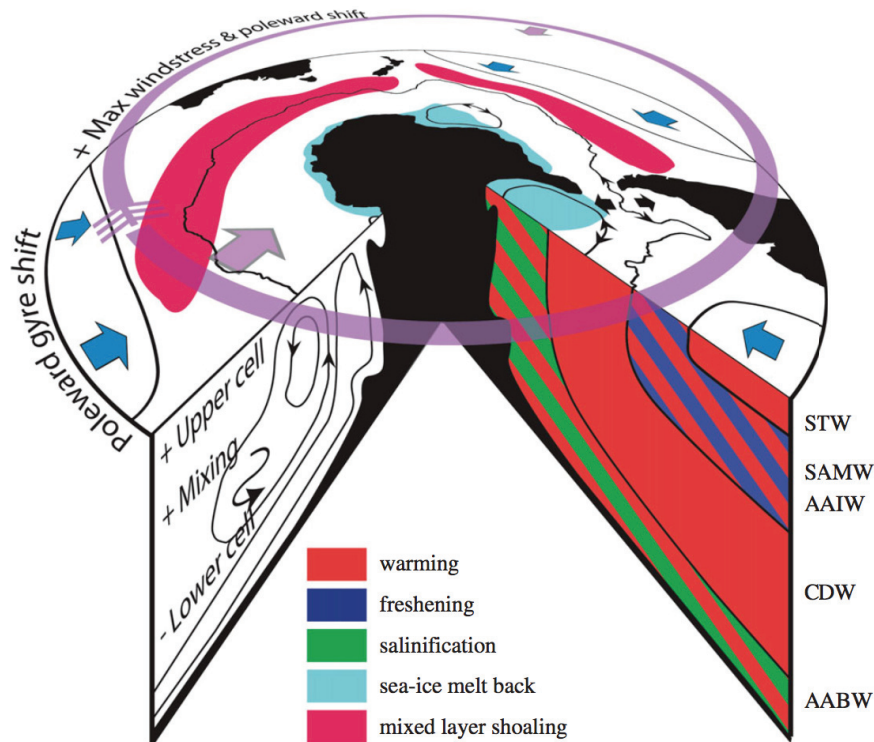 + Max windstress & poleward shift
Poleward gyre shift
+ Upper cell
+ Mixing
- Lower cell
STW
SAMW
AAIW
CDW
AABW
warming
freshening
salinification
sea-ice melt back
mixed layer shoaling